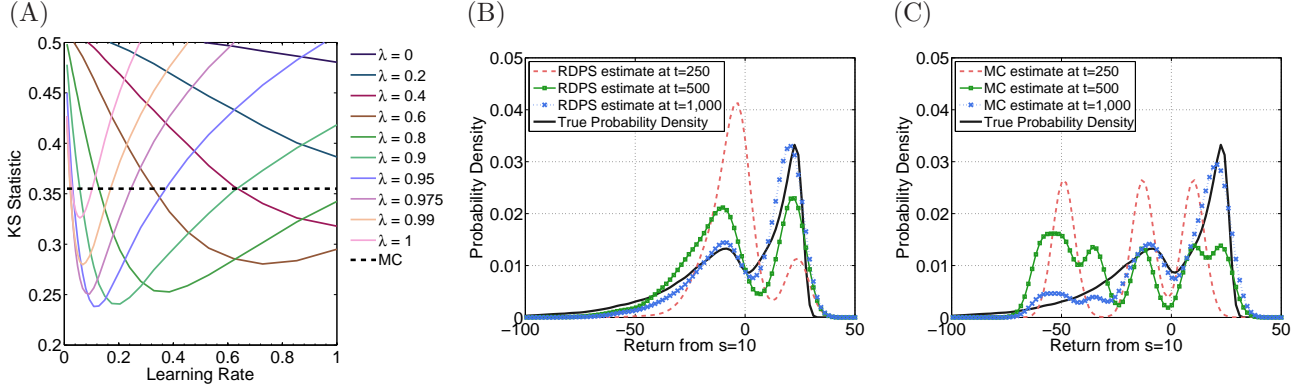 (A)
0.5
0.45
0.4
0.35
0.3
0.25
0.2
0
0.2
0.4
0.6
0.8
1
KS Statistic
Learning Rate
λ = 0
λ = 0.2
λ = 0.4
λ = 0.6
λ = 0.8
λ = 0.9
λ = 0.95
λ = 0.975
λ = 0.99
λ = 1
MC
(B)
0.05
0.04
0.03
0.02
0.01
0
−100
−50
0
50
Probability Density
Return from s=10
RDPS estimate at t=250
RDPS estimate at t=500
RDPS estimate at t=1,000
True Probability Density
(C)
0.05
0.04
0.03
0.02
0.01
0
−100
−50
0
50
Probability Density
Return from s=10
MC estimate at t=250
MC estimate at t=500
MC estimate at t=1,000
True Probability Density